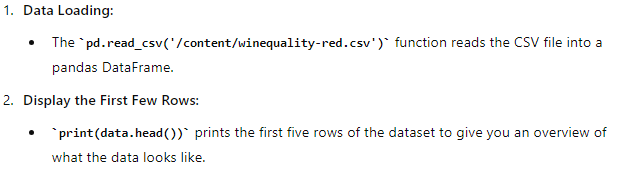 1. Data Loading:
• The `pd.read_csv('/content/winequality-red.csv')` function reads the CSV file into a
pandas DataFrame.
2. Display the First Few Rows:
• `print(data.head())` prints the first five rows of the dataset to give you an overview of
what the data looks like.